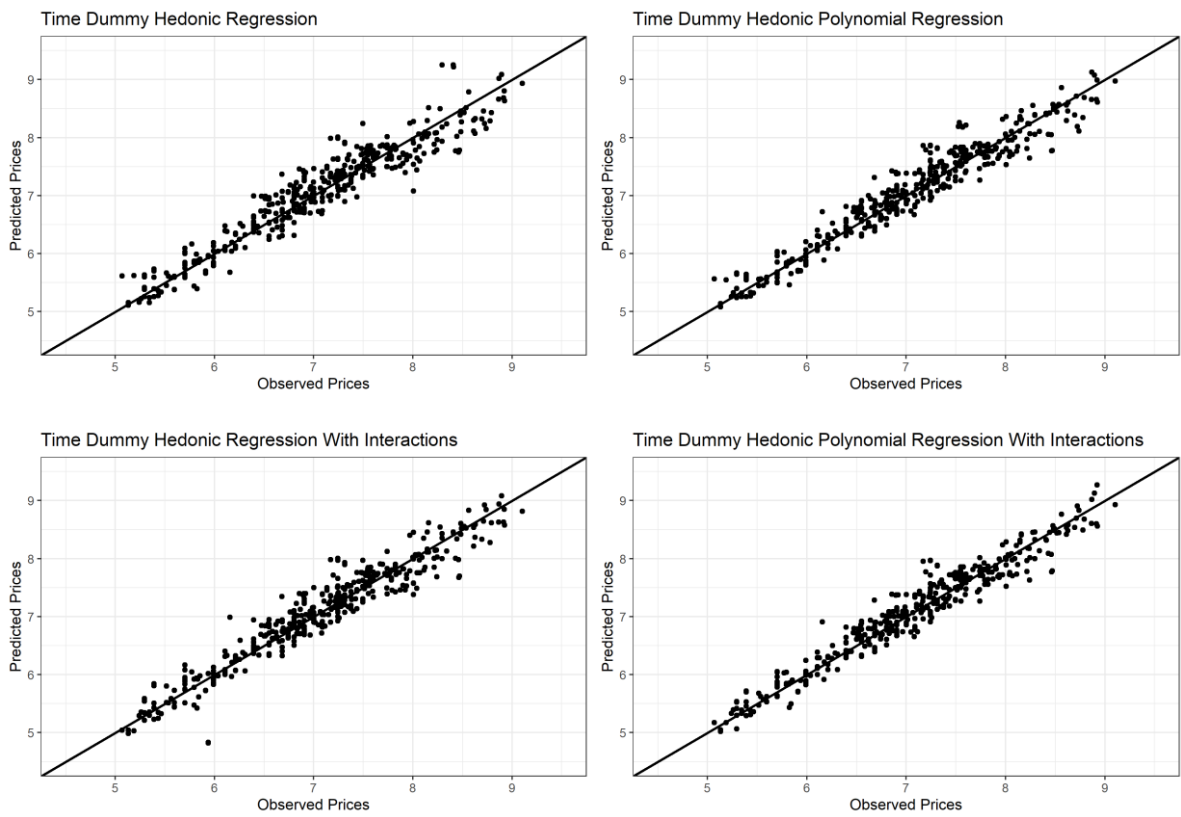 Time Dummy Hedonic Regression
9
8
7
6
5
Predicted Prices
5 6 7 8 9
Observed Prices
Time Dummy Hedonic Polynomial Regression
9
8
7
6
5
Predicted Prices
5 6 7 8 9
Observed Prices
Time Dummy Hedonic Regression With Interactions
9
8
7
6
5
Predicted Prices
5 6 7 8 9
Observed Prices
Time Dummy Hedonic Polynomial Regression With Interactions
9
8
7
6
5
Predicted Prices
5 6 7 8 9
Observed Prices